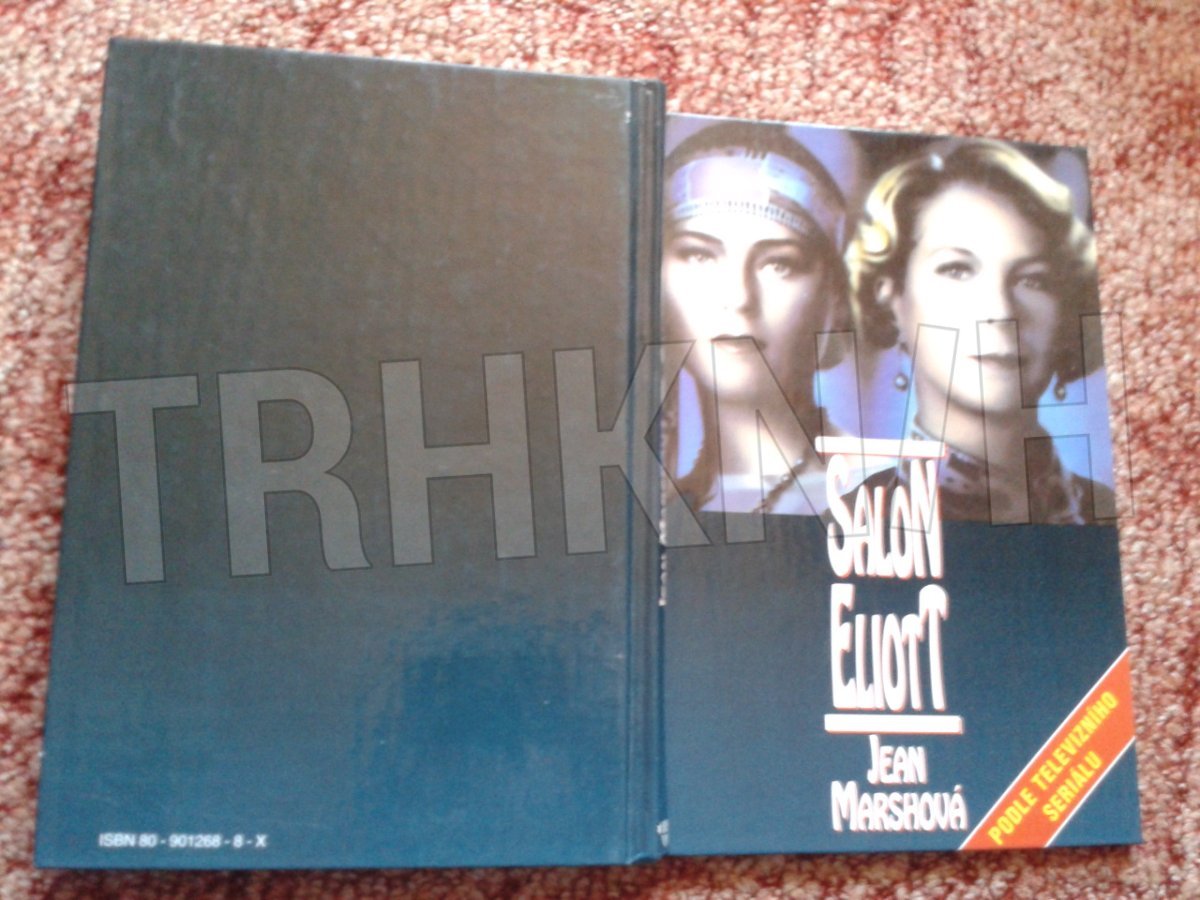 TRHKNIH
SALON
ELIOTT
JEAN
MARSHOVÁ
PODLE TELEVIZNÍHO
SERIÁLU
ISBN 80 - 901268 - 8 - X